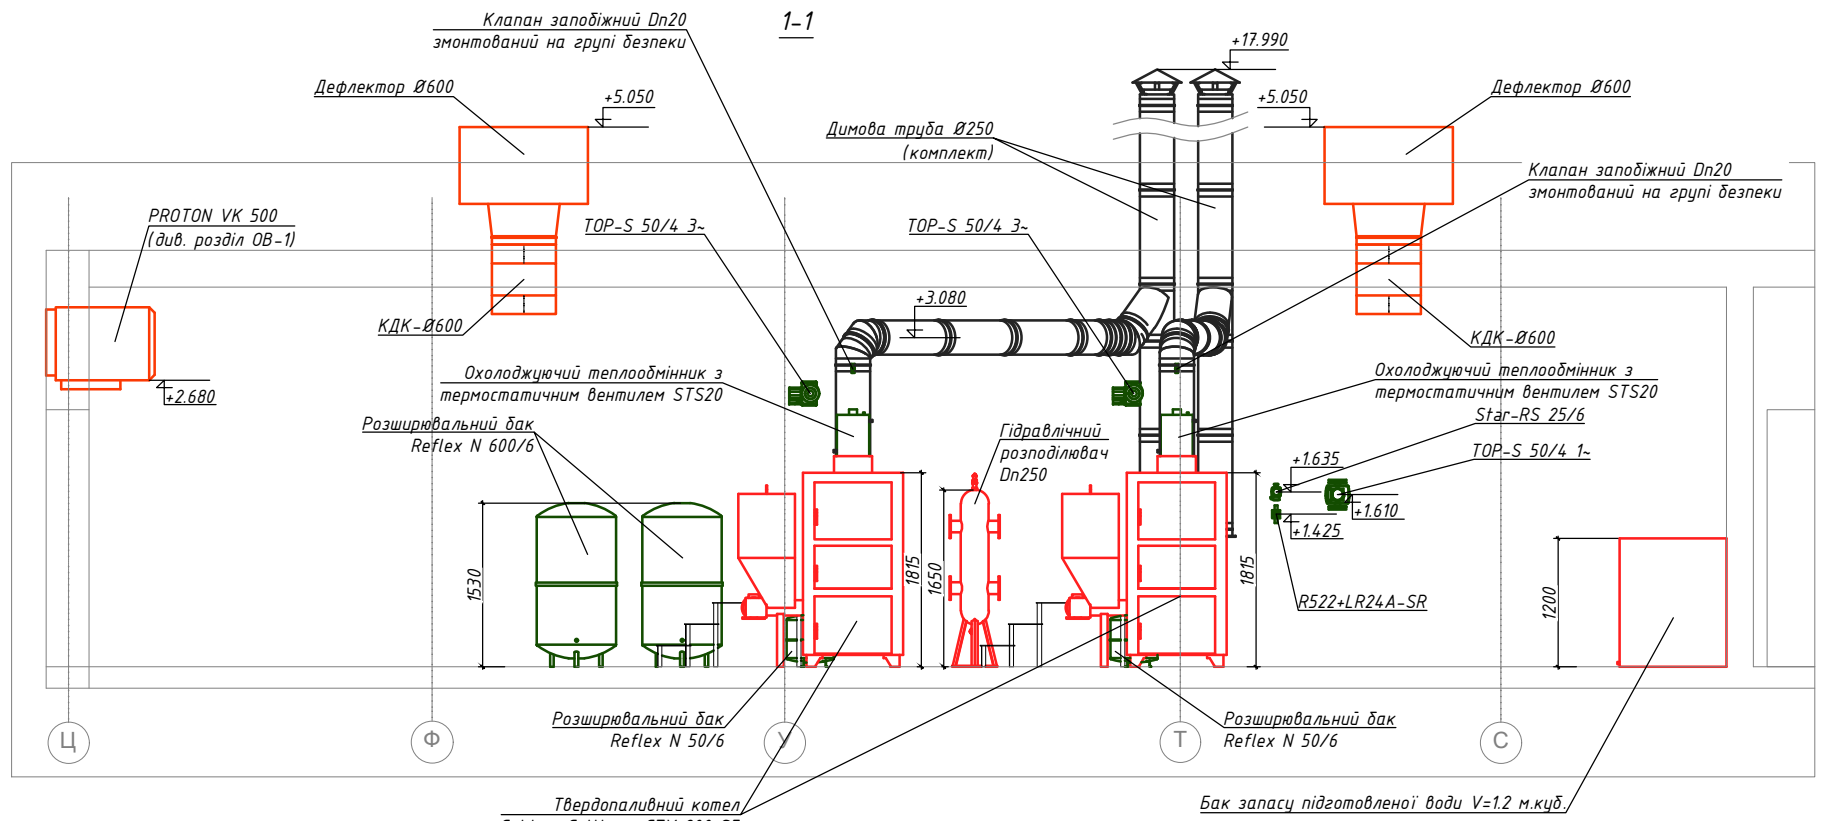 1-1
Клапан запобіжний Dn20
змонтований на групі безпеки
+17.990
Дефлектор Ø600
+5.050
Димова труба Ø250
(комплект)
+5.050
Дефлектор Ø600
Клапан запобіжний Dn20
змонтований на групі безпеки
PROTON VK 500
(див. розділ ОВ-1)
TOP-S 50/4 3~
TOP-S 50/4 3~
КДК-Ø600
+3.080
КДК-Ø600
+2.680
Охолоджуючий теплообмінник з
термостатичним вентилем STS20
Охолоджуючий теплообмінник з
термостатичним вентилем STS20
Розширювальний бак
Reflex N 600/6
Гідравлічний
розподілювач
Dn250
Star-RS 25/6
TOP-S 50/4 1~
+1.635
+1.610
+1.425
1530
1815
1650
1815
1200
R522+LR24A-SR
Розширювальний бак
Reflex N 50/6
Розширювальний бак
Reflex N 50/6
Ц
Ф
У
Т
С
Твердопаливний котел
Бак запасу підготовленої води V=1.2 м.куб.